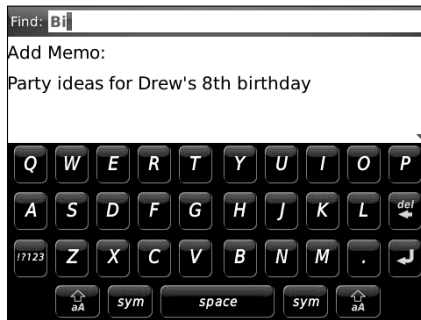 Find: Bi
Add Memo:
Party ideas for Drew's 8th birthday
Q W E R T Y U I O P
A S D F G H J K L del
!?123 Z X C V B N M .
aA sym space sym aA